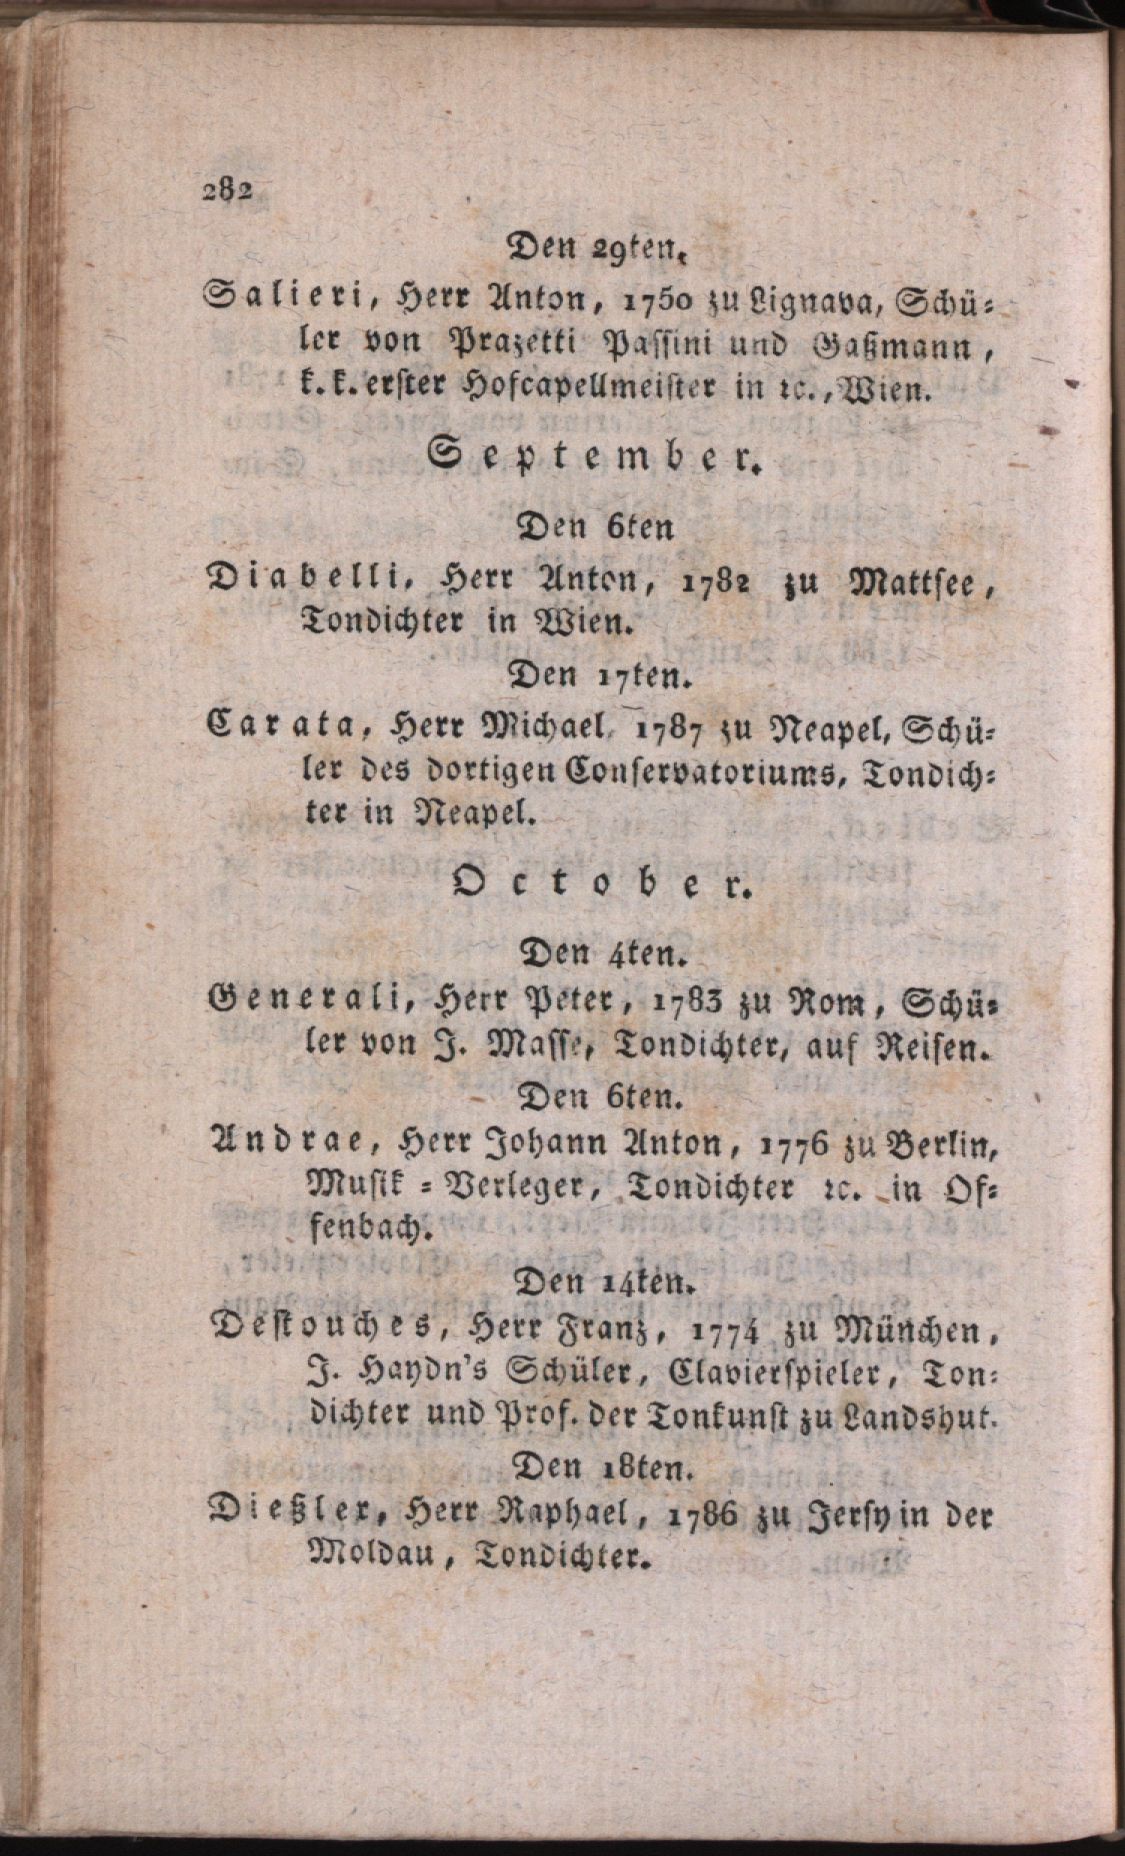 282
Den 29ten.
Salieri, Herr Anton, 1750 zu Lignava, Schü-
ler von Prazetti Passini und Gaßmann,
k. k. erster Hofcapellmeister in ꝛc., Wien.
September.
Den 6ten
Diabelli, Herr Anton, 1782 zu Mattsee,
Tondichter in Wien.
Den 17ten.
Carata, Herr Michael, 1787 zu Neapel, Schü-
ler des dortigen Conservatoriums, Tondich-
ter in Neapel.
October.
Den 4ten.
Generali, Herr Peter, 1783 zu Rom, Schü-
ler von J. Masse, Tondichter, auf Reisen.
Den 6ten.
Andrae, Herr Johann Anton, 1776 zu Berlin,
Musik-Verleger, Tondichter ꝛc. in Of-
fenbach.
Den 14ten.
Destouches, Herr Franz, 1774 zu München,
J. Haydn's Schüler, Clavierspieler, Ton-
dichter und Prof. der Tonkunst zu Landshut.
Den 18ten.
Dießler, Herr Raphael, 1786 zu Jersy in der
Moldau, Tondichter.